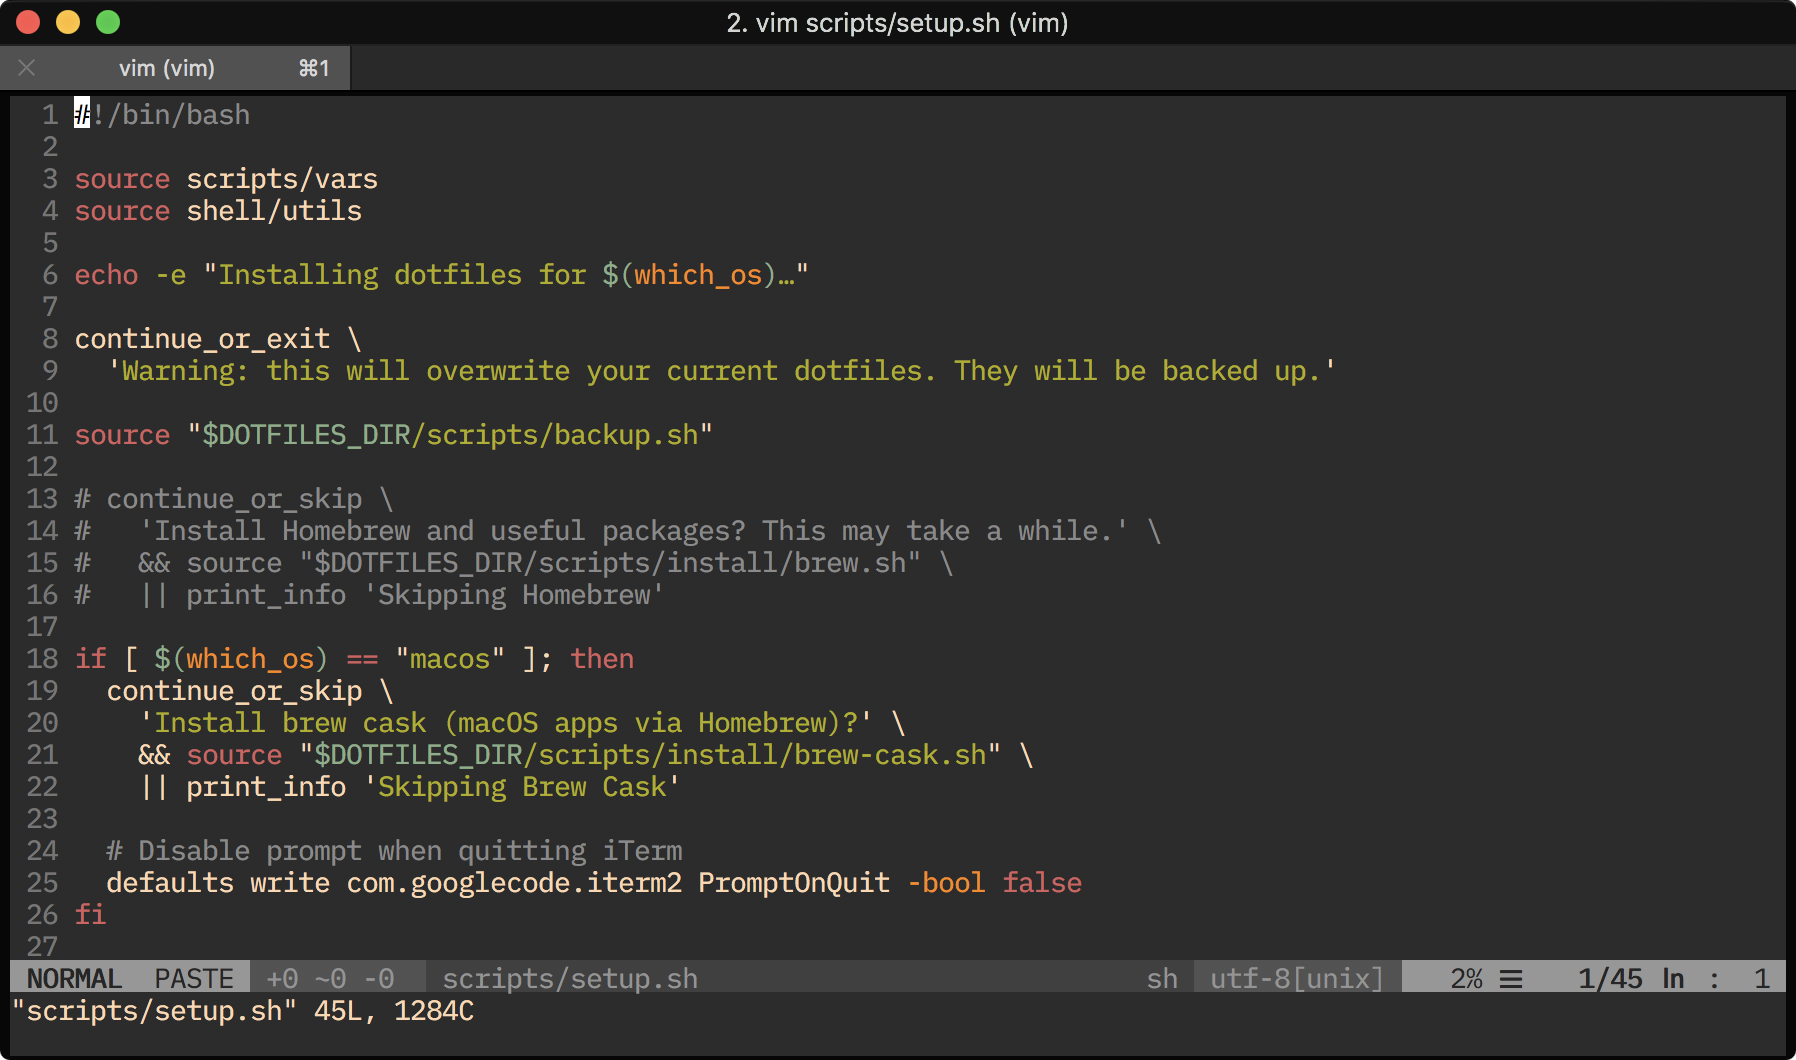 2. vim scripts/setup.sh (vim)
vim (vim) ⌘1
1 #!/bin/bash
2
3 source scripts/vars
4 source shell/utils
5
6 echo -e "Installing dotfiles for $(which_os)…"
7
8 continue_or_exit \
9   'Warning: this will overwrite your current dotfiles. They will be backed up.'
10
11 source "$DOTFILES_DIR/scripts/backup.sh"
12
13 # continue_or_skip \
14 #   'Install Homebrew and useful packages? This may take a while.' \
15 #   && source "$DOTFILES_DIR/scripts/install/brew.sh" \
16 #   || print_info 'Skipping Homebrew'
17
18 if [ $(which_os) == "macos" ]; then
19   continue_or_skip \
20     'Install brew cask (macOS apps via Homebrew)?' \
21     && source "$DOTFILES_DIR/scripts/install/brew-cask.sh" \
22     || print_info 'Skipping Brew Cask'
23
24   # Disable prompt when quitting iTerm
25   defaults write com.googlecode.iterm2 PromptOnQuit -bool false
26 fi
27
NORMAL PASTE +0 ~0 -0 scripts/setup.sh sh utf-8[unix] 2% ☰ 1/45 ln : 1
"scripts/setup.sh" 45L, 1284C